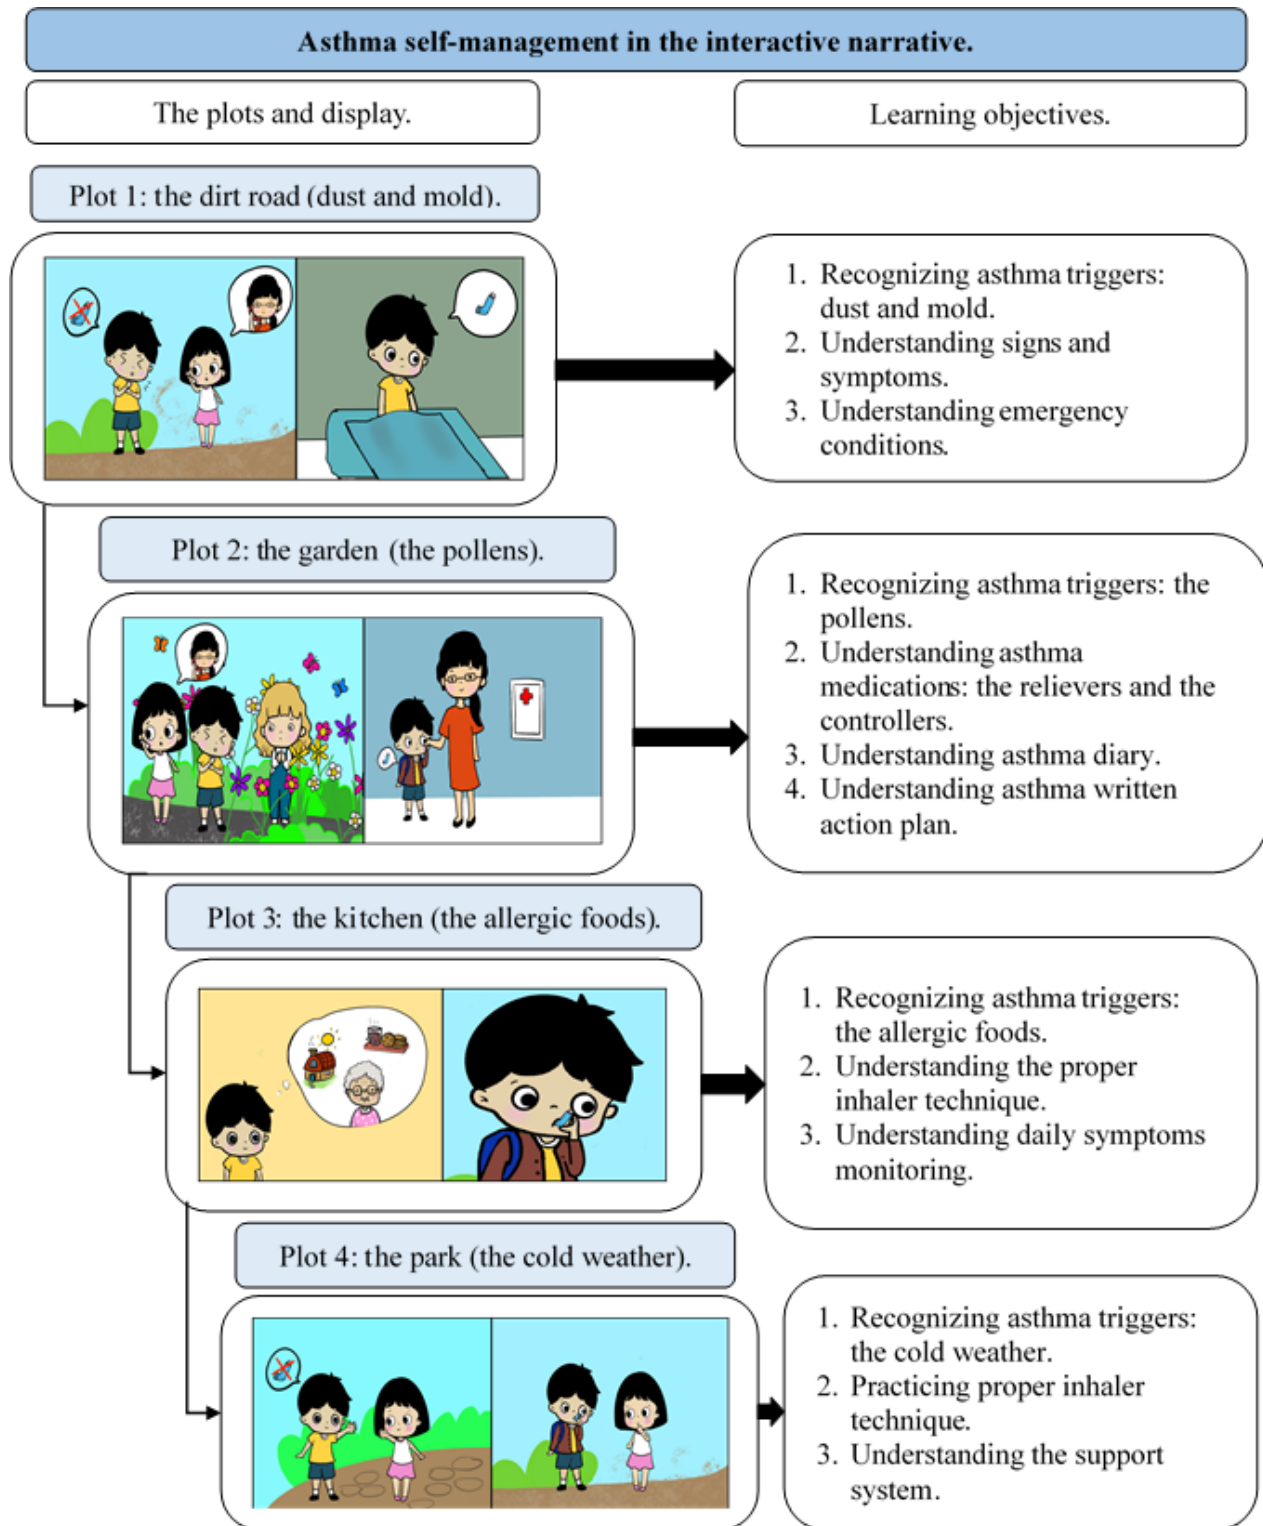 Asthma self-management in the interactive narrative.
The plots and display.
Learning objectives.
Plot 1: the dirt road (dust and mold).
1. Recognizing asthma triggers:
dust and mold.
2. Understanding signs and
symptoms.
3. Understanding emergency
conditions.
Plot 2: the garden (the pollens).
1. Recognizing asthma triggers: the
pollens.
2. Understanding asthma
medications: the relievers and the
controllers.
3. Understanding asthma diary.
4. Understanding asthma written
action plan.
Plot 3: the kitchen (the allergic foods).
1. Recognizing asthma triggers:
the allergic foods.
2. Understanding the proper
inhaler technique.
3. Understanding daily symptoms
monitoring.
Plot 4: the park (the cold weather).
1. Recognizing asthma triggers:
the cold weather.
2. Practicing proper inhaler
technique.
3. Understanding the support
system.